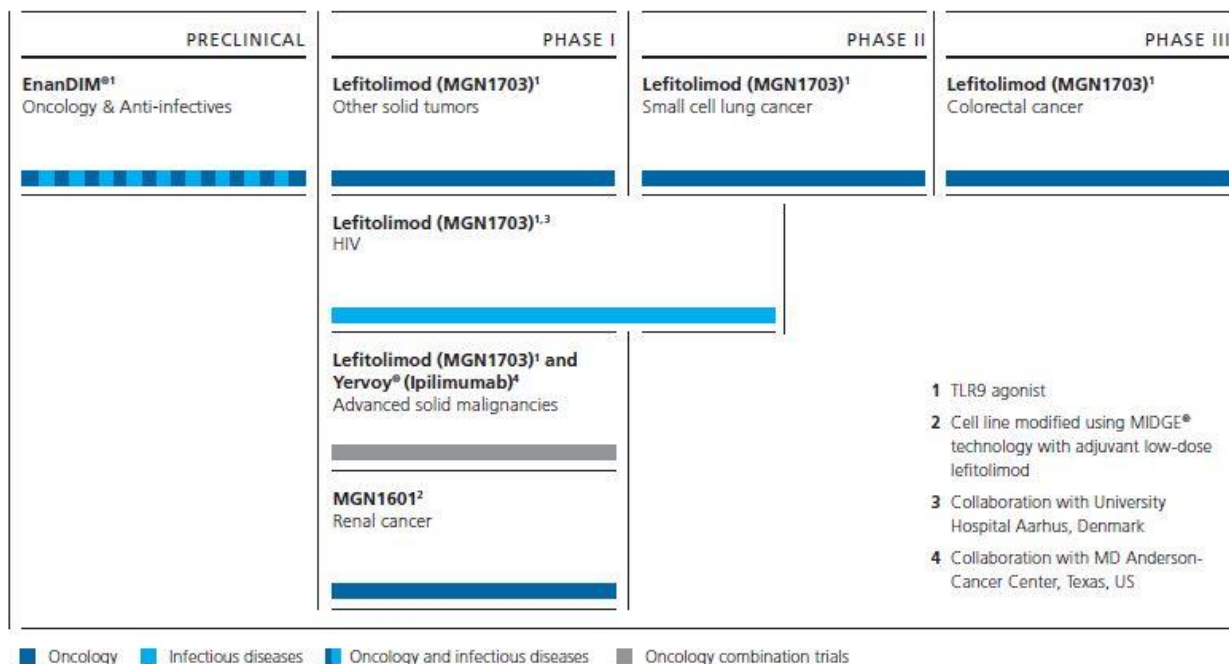 PRECLINICAL
PHASE I
PHASE II
PHASE III
EnanDIM®¹
Oncology & Anti-infectives
Lefitolimod (MGN1703)¹
Other solid tumors
Lefitolimod (MGN1703)¹
Small cell lung cancer
Lefitolimod (MGN1703)¹
Colorectal cancer
Lefitolimod (MGN1703)¹,³
HIV
Lefitolimod (MGN1703)¹ and
Yervoy® (Ipilimumab)⁴
Advanced solid malignancies
MGN1601²
Renal cancer
1 TLR9 agonist
2 Cell line modified using MIDGE®
technology with adjuvant low-dose
lefitolimod
3 Collaboration with University
Hospital Aarhus, Denmark
4 Collaboration with MD Anderson-
Cancer Center, Texas, US
Oncology
Infectious diseases
Oncology and infectious diseases
Oncology combination trials